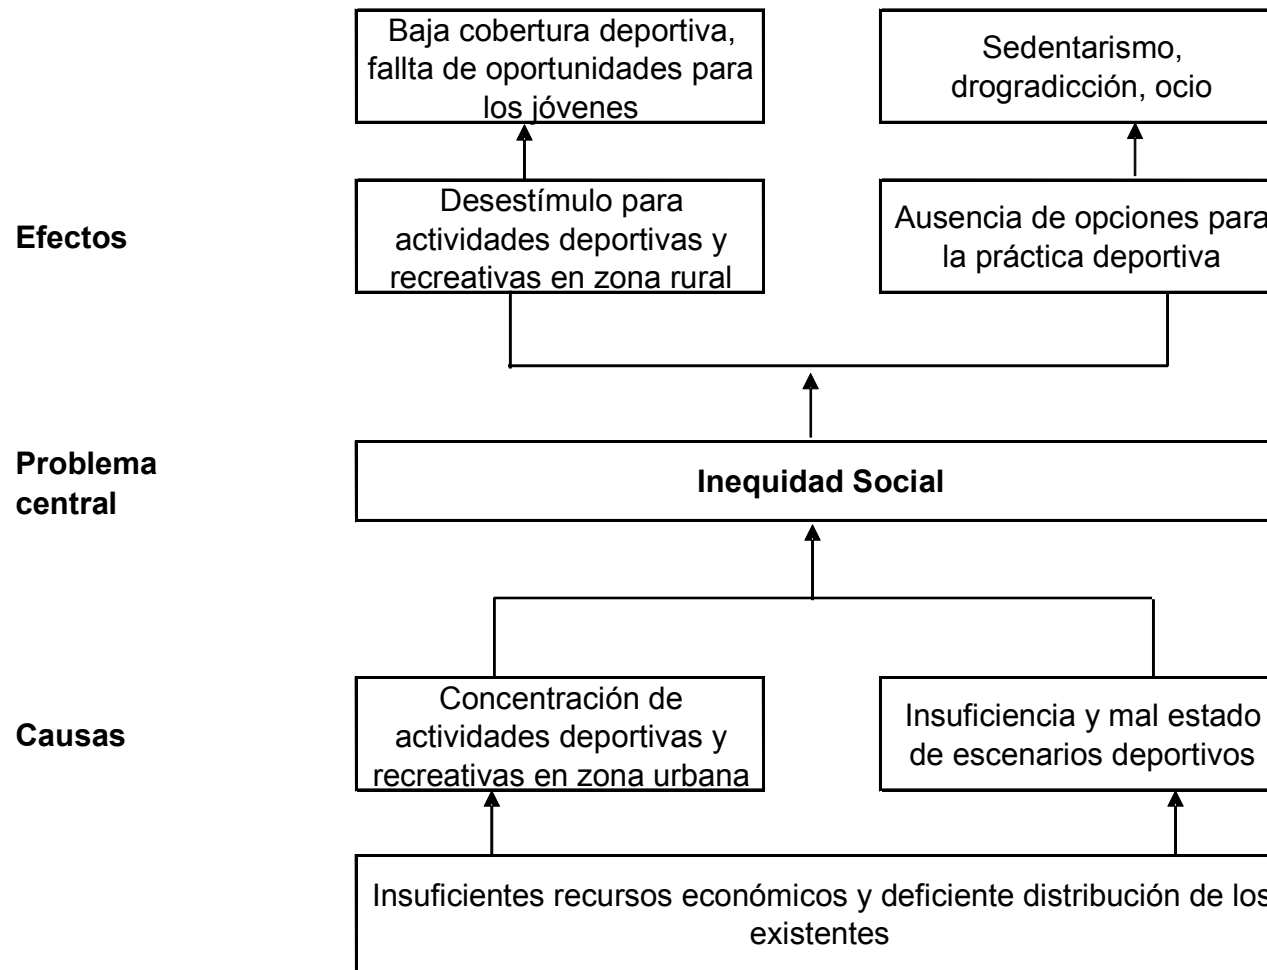 Baja cobertura deportiva,
fallta de oportunidades para
los jóvenes
Sedentarismo,
drogradicción, ocio
Efectos
Desestímulo para
actividades deportivas y
recreativas en zona rural
Ausencia de opciones para
la práctica deportiva
Problema
central
Inequidad Social
Causas
Concentración de
actividades deportivas y
recreativas en zona urbana
Insuficiencia y mal estado
de escenarios deportivos
Insuficientes recursos económicos y deficiente distribución de los
existentes